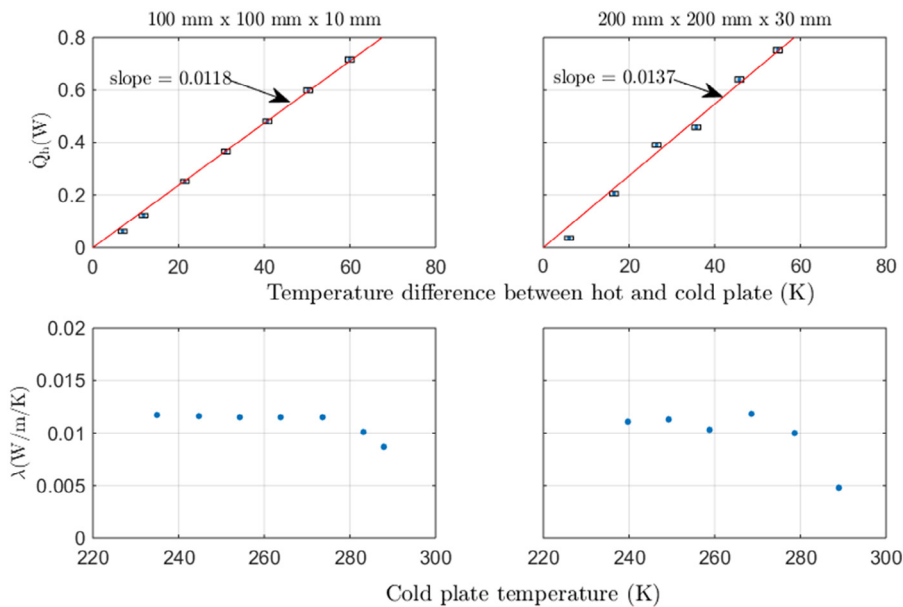 100 mm x 100 mm x 10 mm
200 mm x 200 mm x 30 mm
0.8
0.6
0.4
0.2
0
Q̇h(W)
slope = 0.0118
slope = 0.0137
0 20 40 60 80
0 20 40 60 80
Temperature difference between hot and cold plate (K)
0.02
0.015
0.01
0.005
0
λ(W/m/K)
220 240 260 280 300
220 240 260 280 300
Cold plate temperature (K)